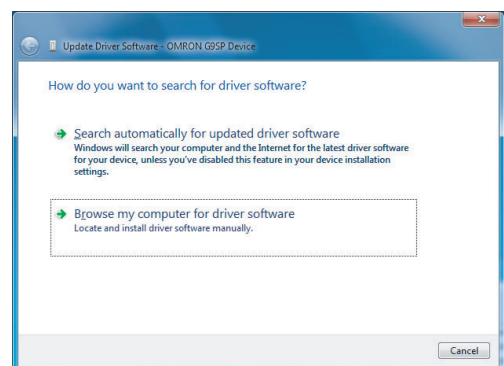 Update Driver Software - OMRON G9SP Device
How do you want to search for driver software?
Search automatically for updated driver software
Windows will search your computer and the Internet for the latest driver software
for your device, unless you've disabled this feature in your device installation
settings.
Browse my computer for driver software
Locate and install driver software manually.
Cancel